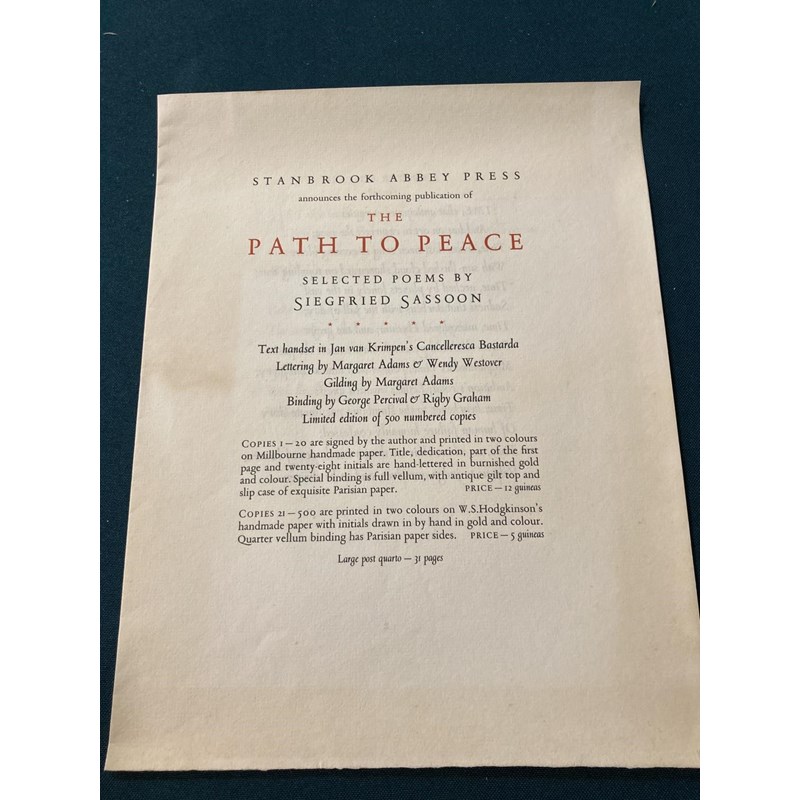 STANBROOK ABBEY PRESS
announces the forthcoming publication of
THE
PATH TO PEACE
SELECTED POEMS BY
SIEGFRIED SASSOON
* * * * *
Text handset in Jan van Krimpen's Cancelleresca Bastarda
Lettering by Margaret Adams & Wendy Westover
Gilding by Margaret Adams
Binding by George Percival & Rigby Graham
Limited edition of 500 numbered copies
COPIES 1—20 are signed by the author and printed in two colours
on Millbourne handmade paper. Title, dedication, part of the first
page and twenty-eight initials are hand-lettered in burnished gold
and colour. Special binding is full vellum, with antique gilt top and
slip case of exquisite Parisian paper. PRICE—12 guineas
COPIES 21—500 are printed in two colours on W.S.Hodgkinson's
handmade paper with initials drawn in by hand in gold and colour.
Quarter vellum binding has Parisian paper sides. PRICE—5 guineas
Large post quarto—31 pages